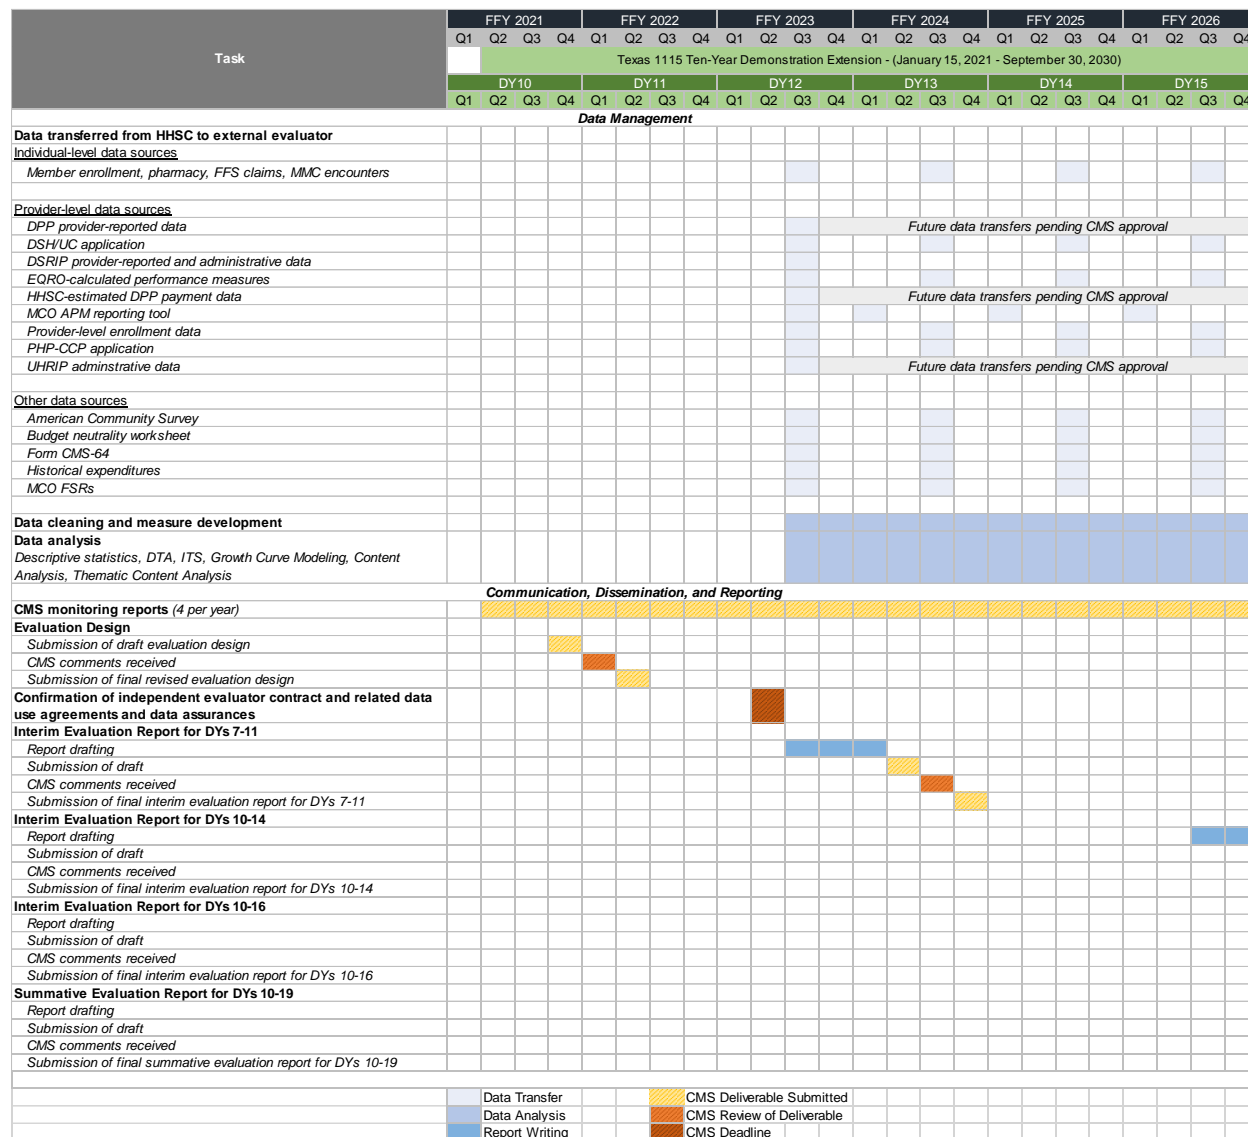 Task
FFY 2021 FFY 2022 FFY 2023 FFY 2024 FFY 2025 FFY 2026
Q1 Q2 Q3 Q4 Q1 Q2 Q3 Q4 Q1 Q2 Q3 Q4 Q1 Q2 Q3 Q4 Q1 Q2 Q3 Q4 Q1 Q2 Q3 Q4
Texas 1115 Ten-Year Demonstration Extension - (January 15, 2021 - September 30, 2030)
DY10 DY11 DY12 DY13 DY14 DY15
Q1 Q2 Q3 Q4 Q1 Q2 Q3 Q4 Q1 Q2 Q3 Q4 Q1 Q2 Q3 Q4 Q1 Q2 Q3 Q4 Q1 Q2 Q3 Q4
Data Management
Data transferred from HHSC to external evaluator
Individual-level data sources
Member enrollment, pharmacy, FFS claims, MMC encounters
Provider-level data sources
DPP provider-reported data Future data transfers pending CMS approval
DSH/UC application
DSRIP provider-reported and administrative data
EQRO-calculated performance measures
HHSC-estimated DPP payment data Future data transfers pending CMS approval
MCO APM reporting tool
Provider-level enrollment data
PHP-CCP application
UHRIP adminstrative data Future data transfers pending CMS approval
Other data sources
American Community Survey
Budget neutrality worksheet
Form CMS-64
Historical expenditures
MCO FSRs
Data cleaning and measure development
Data analysis
Descriptive statistics, DTA, ITS, Growth Curve Modeling, Content
Analysis, Thematic Content Analysis
Communication, Dissemination, and Reporting
CMS monitoring reports (4 per year)
Evaluation Design
Submission of draft evaluation design
CMS comments received
Submission of final revised evaluation design
Confirmation of independent evaluator contract and related data
use agreements and data assurances
Interim Evaluation Report for DYs 7-11
Report drafting
Submission of draft
CMS comments received
Submission of final interim evaluation report for DYs 7-11
Interim Evaluation Report for DYs 10-14
Report drafting
Submission of draft
CMS comments received
Submission of final interim evaluation report for DYs 10-14
Interim Evaluation Report for DYs 10-16
Report drafting
Submission of draft
CMS comments received
Submission of final interim evaluation report for DYs 10-16
Summative Evaluation Report for DYs 10-19
Report drafting
Submission of draft
CMS comments received
Submission of final summative evaluation report for DYs 10-19
Data Transfer CMS Deliverable Submitted
Data Analysis CMS Review of Deliverable
Report Writing CMS Deadline